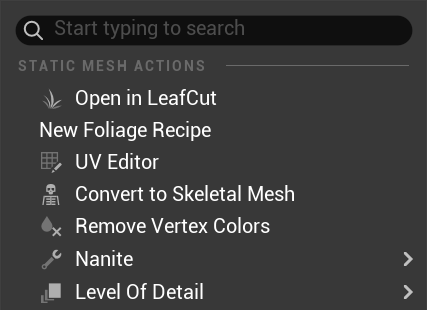 Start typing to search
STATIC MESH ACTIONS
Open in LeafCut
New Foliage Recipe
UV Editor
Convert to Skeletal Mesh
Remove Vertex Colors
Nanite
Level Of Detail